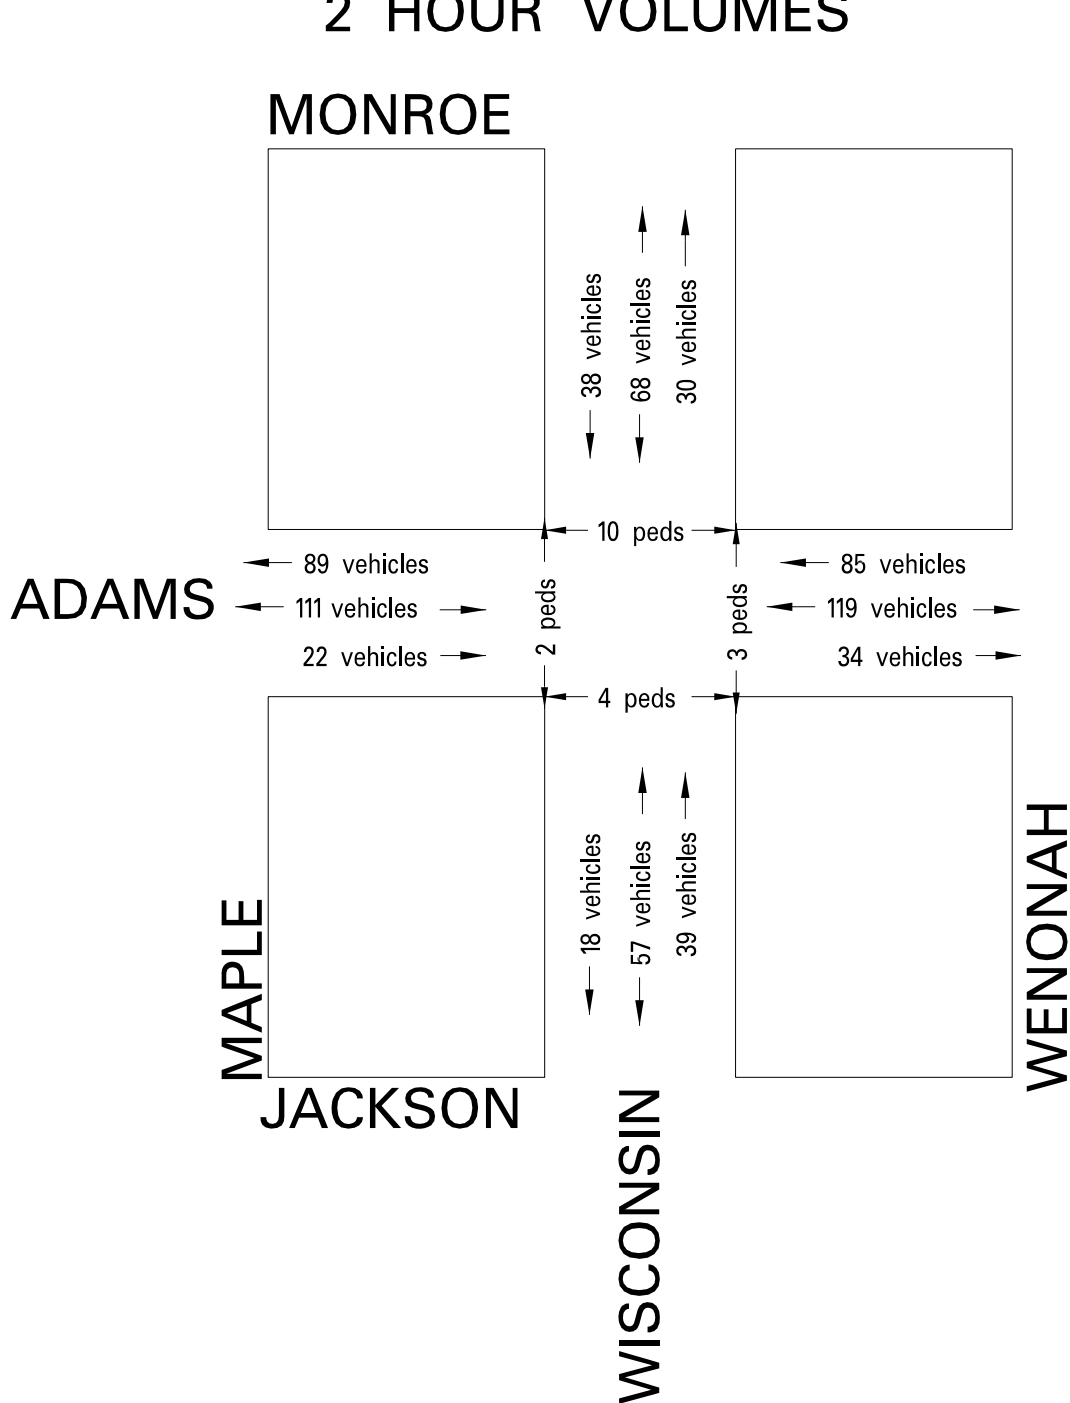 2 HOUR VOLUMES
MONROE
38 vehicles
68 vehicles
30 vehicles
10 peds
89 vehicles
85 vehicles
ADAMS
111 vehicles
2 peds
3 peds
119 vehicles
22 vehicles
34 vehicles
4 peds
18 vehicles
57 vehicles
39 vehicles
MAPLE
WENONAH
JACKSON
WISCONSIN